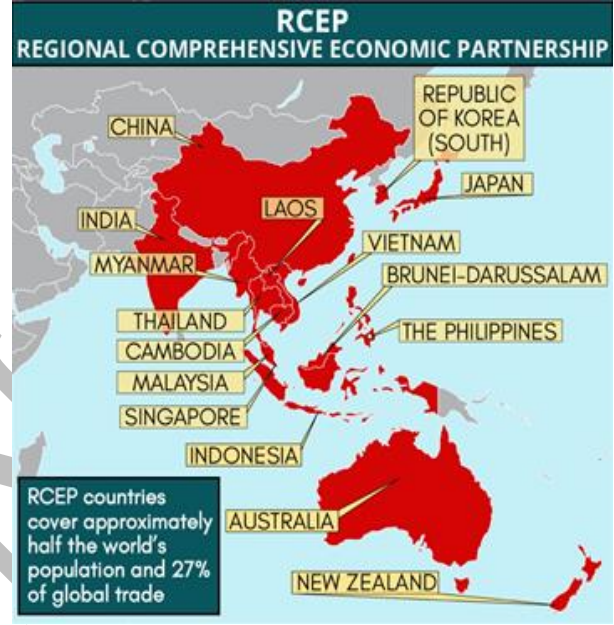 RCEP
REGIONAL COMPREHENSIVE ECONOMIC PARTNERSHIP
REPUBLIC
OF KOREA
(SOUTH)
CHINA
JAPAN
LAOS
INDIA
VIETNAM
MYANMAR
BRUNEI-DARUSSALAM
THAILAND
THE PHILIPPINES
CAMBODIA
MALAYSIA
SINGAPORE
INDONESIA
RCEP countries
cover approximately
half the world's
population and 27%
of global trade
AUSTRALIA
NEW ZEALAND